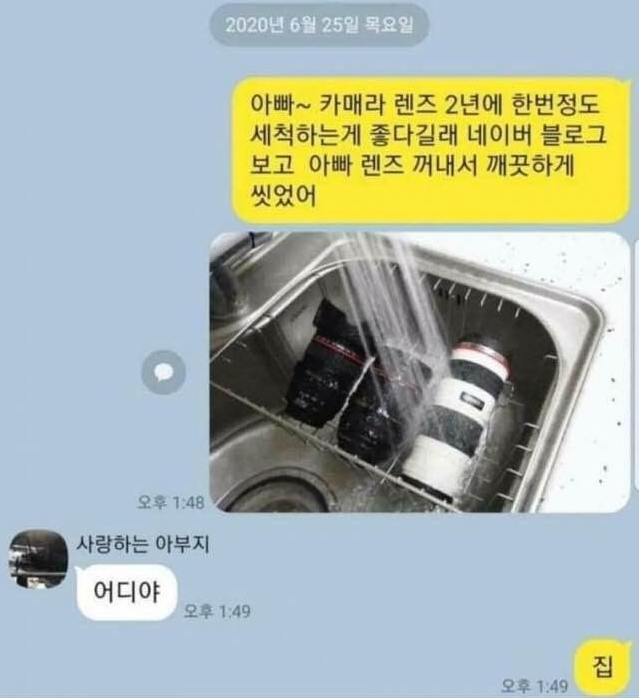 2020년 6월 25일 목요일
아빠~ 카매라 렌즈 2년에 한번정도
세척하는게 좋다길래 네이버 블로그
보고 아빠 렌즈 꺼내서 깨끗하게
씻었어
오후 1:48
사랑하는 아부지
어디야
오후 1:49
집
오후 1:49